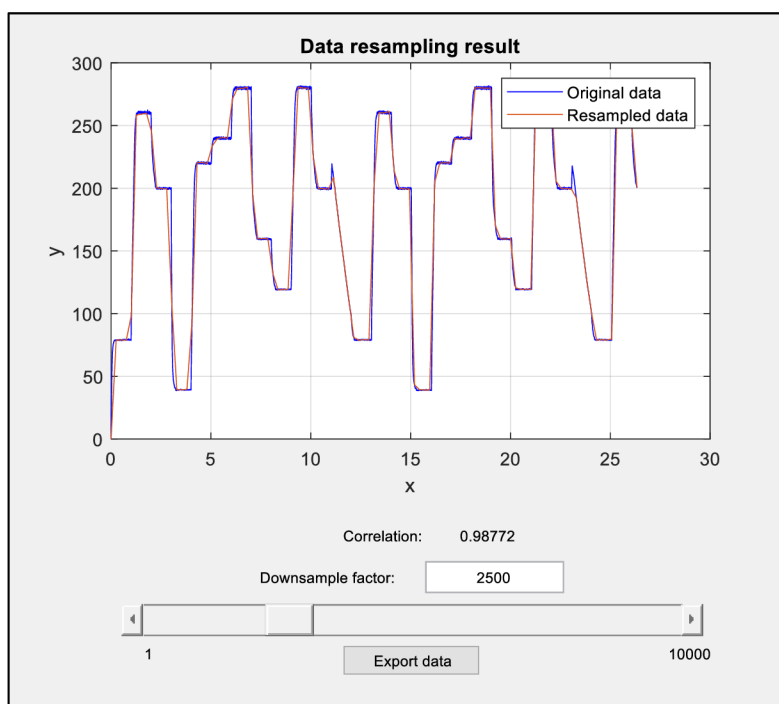 Data resampling result
300
250
200
150
100
50
0
y
Original data
Resampled data
0 5 10 15 20 25 30
x
Correlation: 0.98772
Downsample factor: 2500
1 10000
Export data